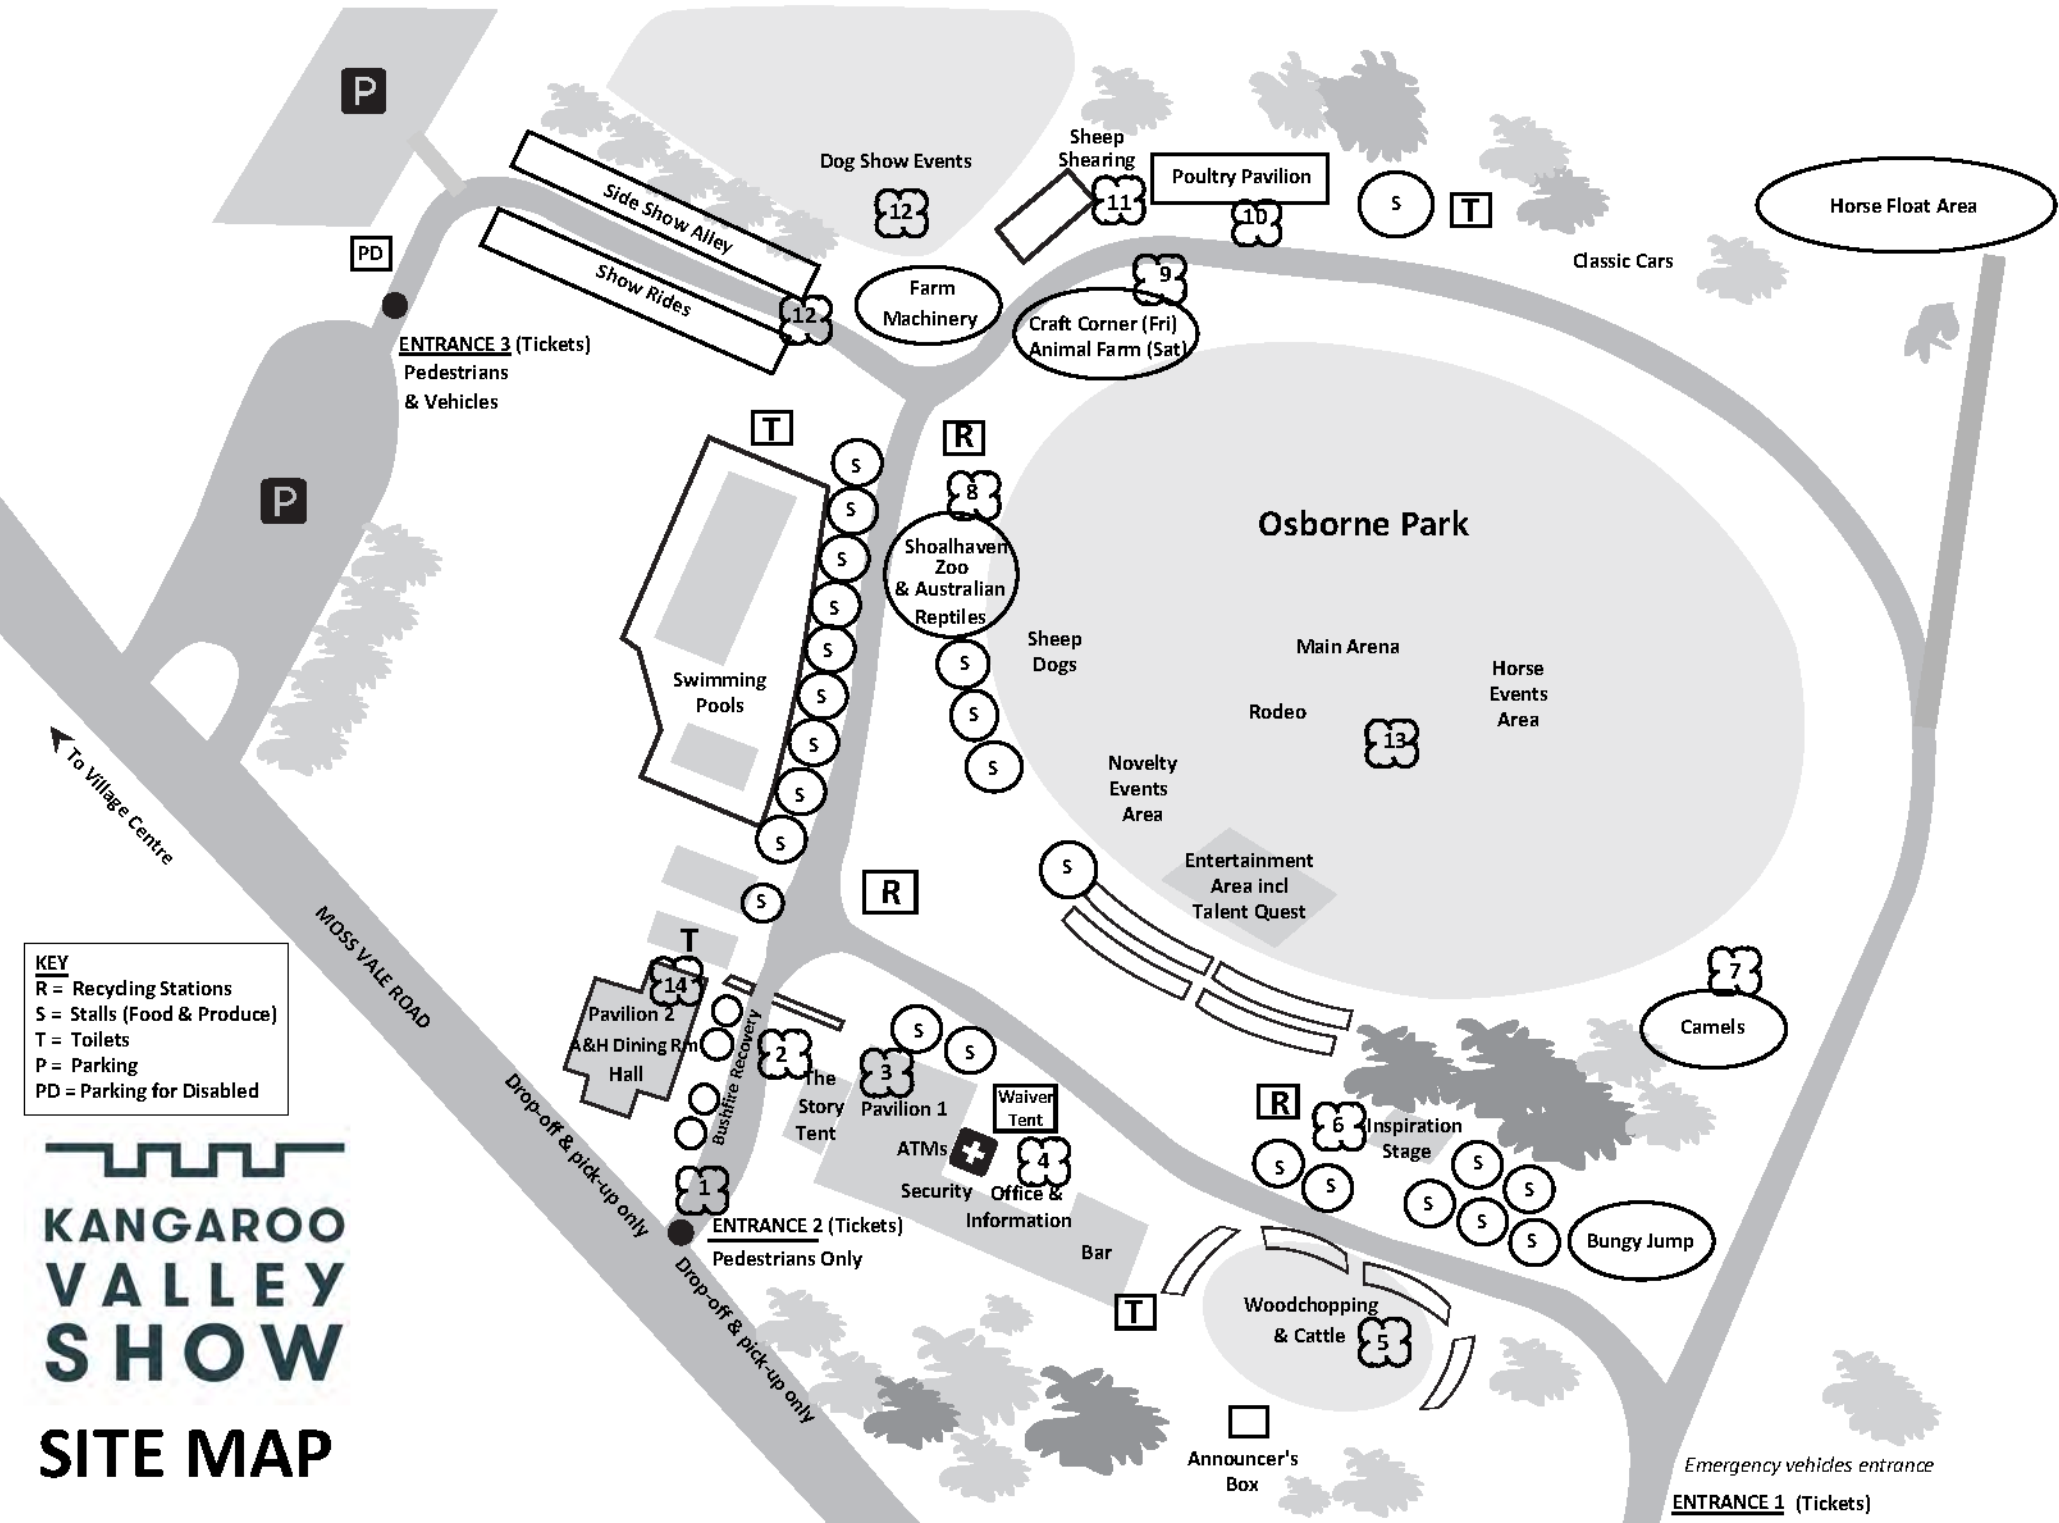 P
Dog Show Events
12
Sheep
Shearing
11
Poultry Pavilion
10
S
T
Horse Float Area
Classic Cars
Side Show Alley
Show Rides
12
PD
ENTRANCE 3 (Tickets)
Pedestrians
& Vehicles
Farm
Machinery
9
Craft Corner (Fri)
Animal Farm (Sat)
P
T
R
8
Shoalhaven
Zoo
& Australian
Reptiles
S
S
S
S
S
S
S
S
S
S
S
S
S
Swimming
Pools
Osborne Park
Sheep
Dogs
Main Arena
Horse
Events
Area
Rodeo
13
Novelty
Events
Area
Entertainment
Area incl
Talent Quest
S
R
7
Camels
To Village Centre
MOSS VALE ROAD
Drop-off & pick-up only
Drop-off & pick-up only
T
14
Pavilion 2
A&H Dining Rm
Hall
Bushfire Recovery
2
The
Story
Tent
3
Pavilion 1
S
S
Waiver
Tent
ATMs
4
Security
Office &
Information
Bar
1
ENTRANCE 2 (Tickets)
Pedestrians Only
T
R
6
Inspiration
Stage
S
S
S
S
S
S
S
Bungy Jump
Woodchopping
& Cattle
5
Announcer's
Box
Emergency vehicles entrance
ENTRANCE 1 (Tickets)
KEY
R = Recycling Stations
S = Stalls (Food & Produce)
T = Toilets
P = Parking
PD = Parking for Disabled
KANGAROO
VALLEY
SHOW
SITE MAP